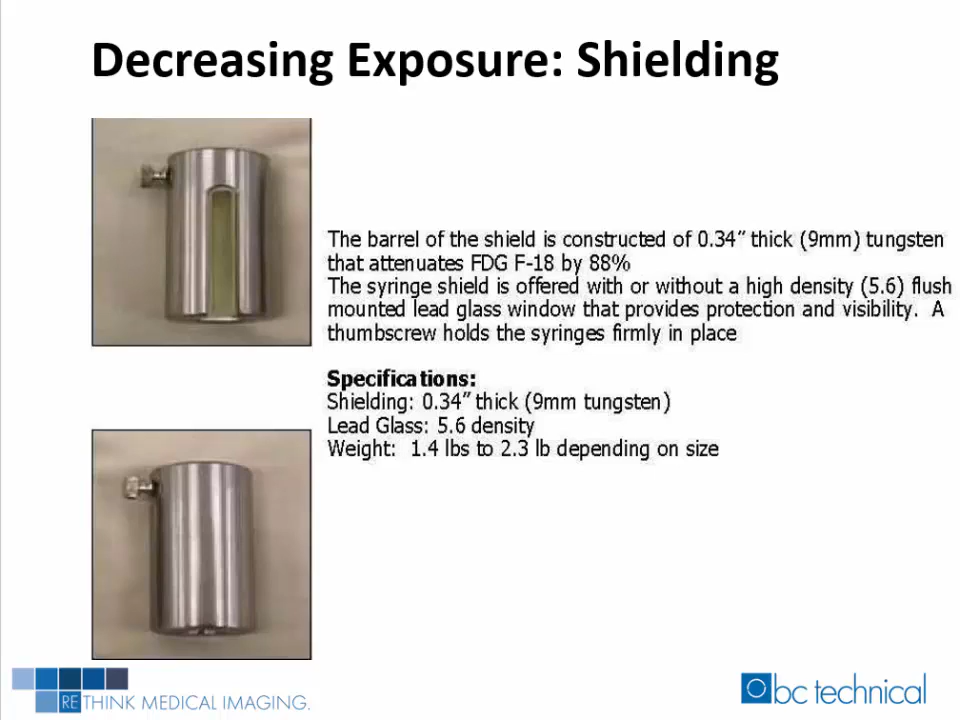 Decreasing Exposure: Shielding
The barrel of the shield is constructed of 0.34" thick (9mm) tungsten
that attenuates FDG F-18 by 88%
The syringe shield is offered with or without a high density (5.6) flush
mounted lead glass window that provides protection and visibility. A
thumbscrew holds the syringes firmly in place
Specifications:
Shielding: 0.34" thick (9mm tungsten)
Lead Glass: 5.6 density
Weight: 1.4 lbs to 2.3 lb depending on size
RETHINK MEDICAL IMAGING.
bc technical